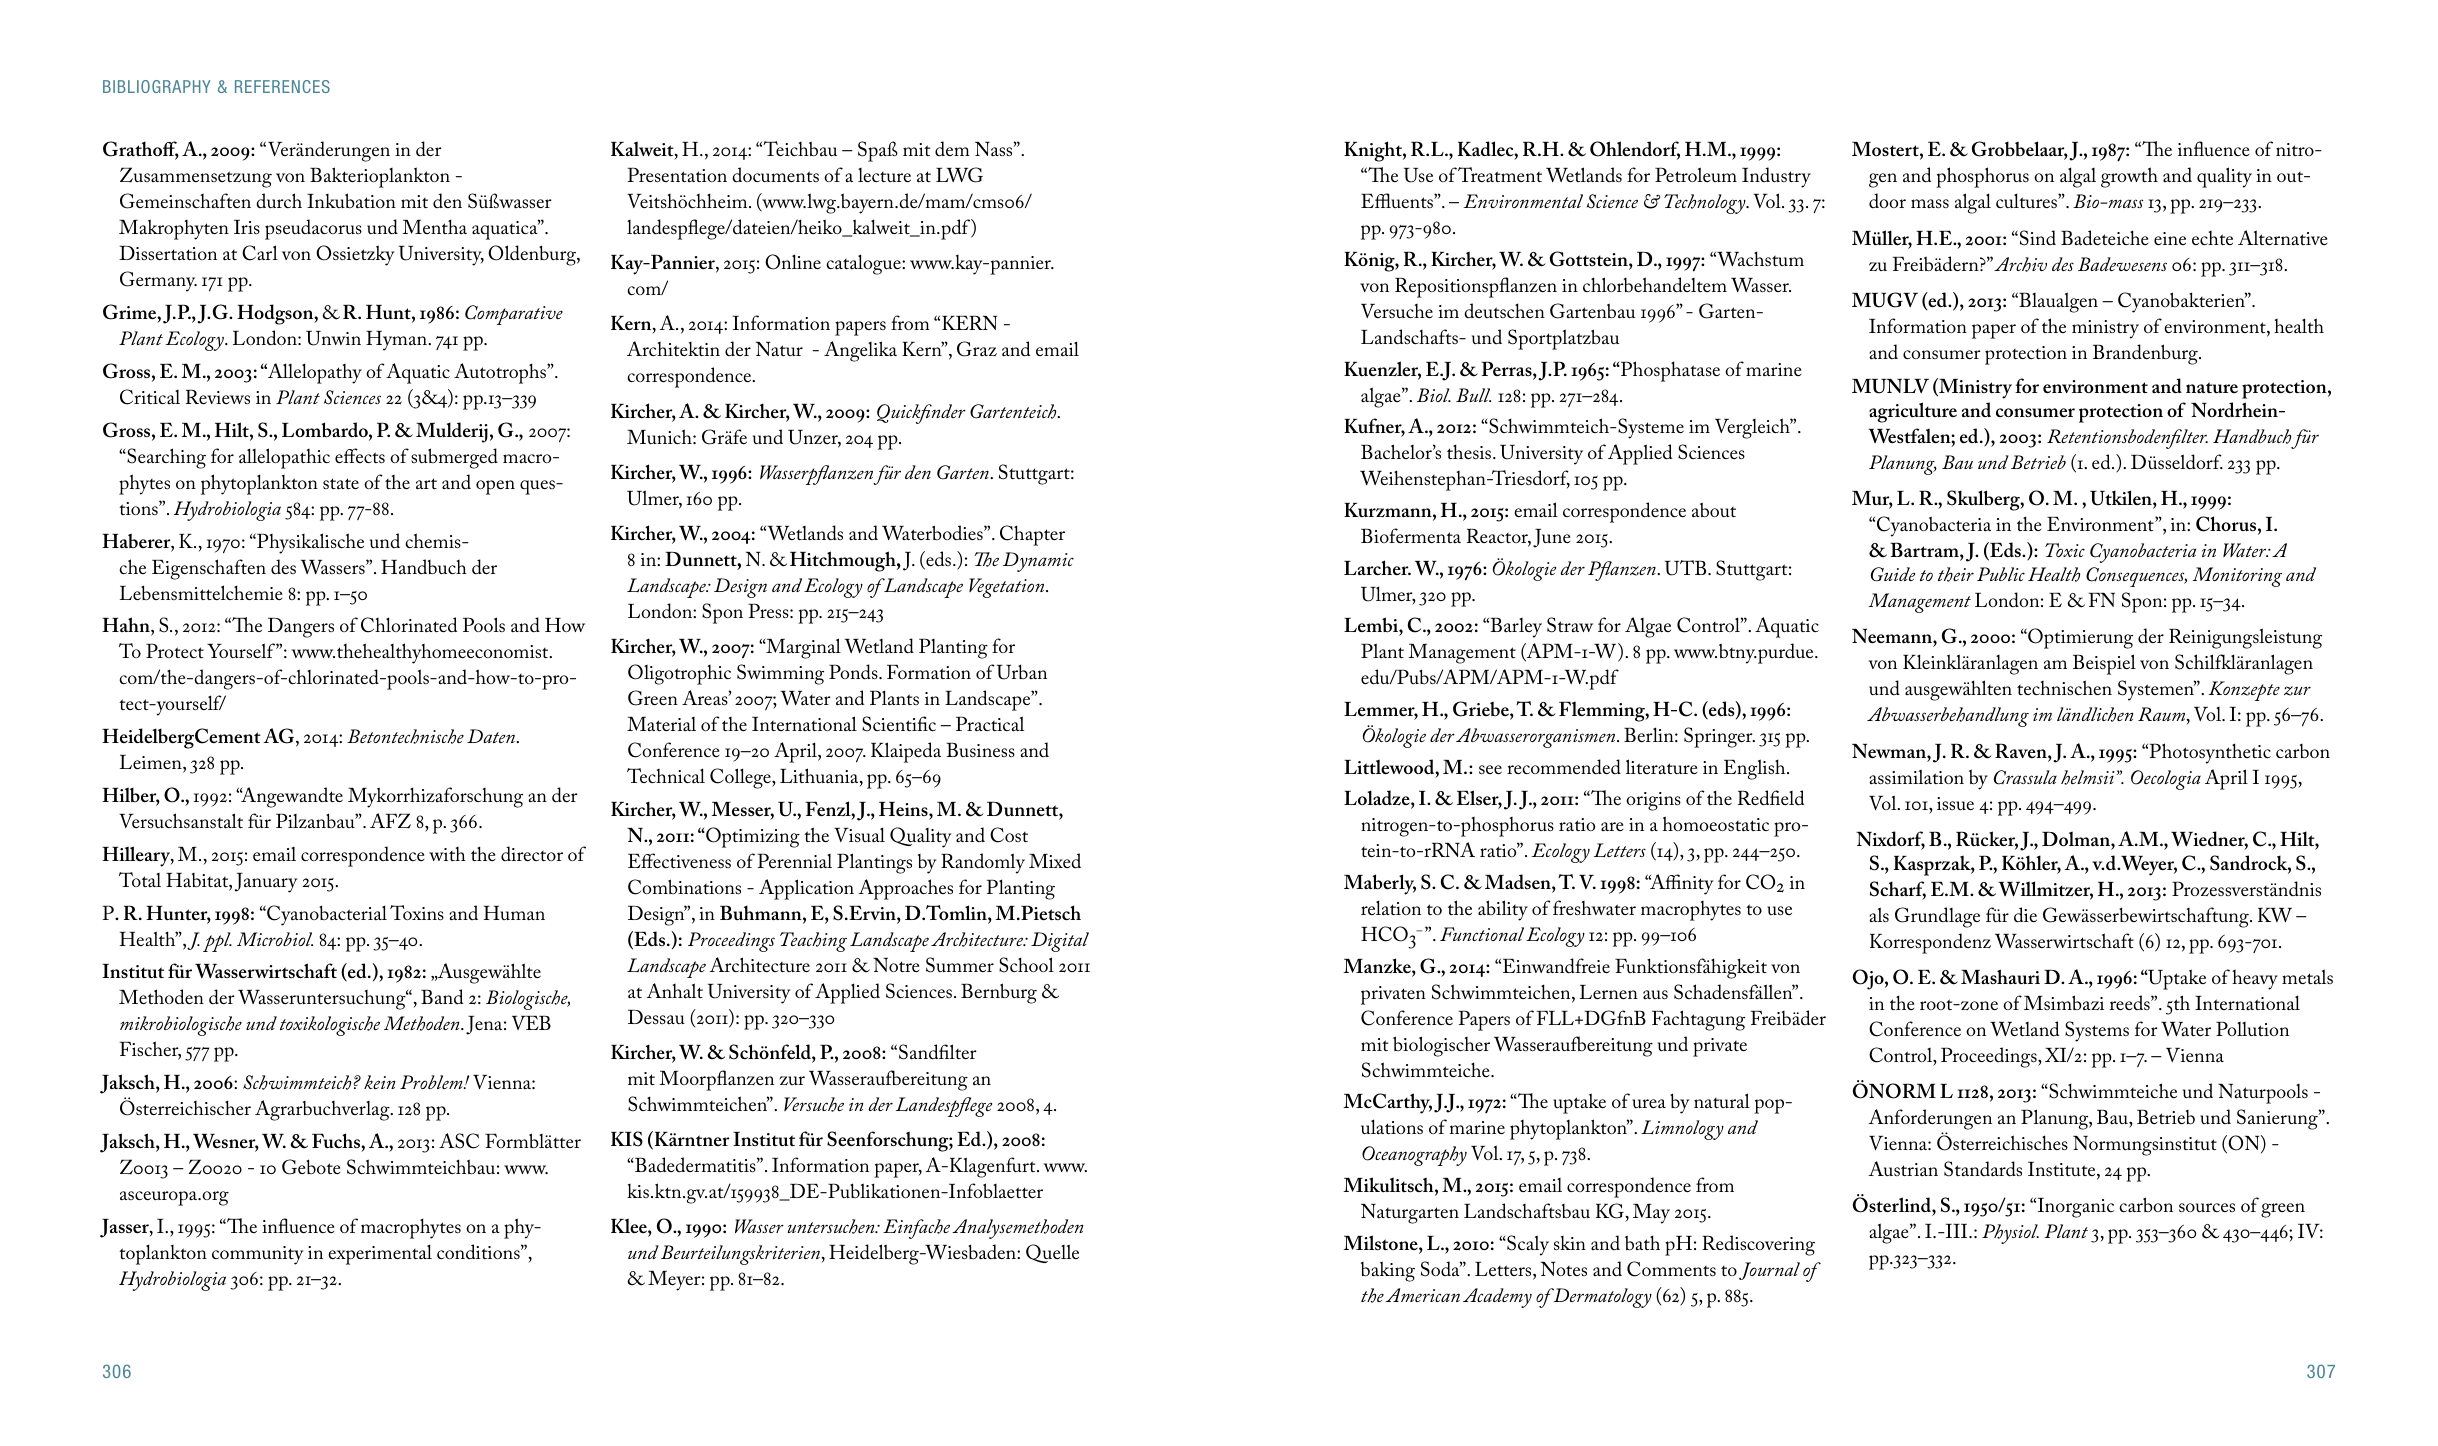 BIBLIOGRAPHY & REFERENCES
Grathoff, A., 2009: “Veränderungen in der
Zusammensetzung von Bakterioplankton -
Gemeinschaften durch Inkubation mit den Süßwasser
Makrophyten Iris pseudacorus und Mentha aquatica”.
Dissertation at Carl von Ossietzky University, Oldenburg,
Germany. 171 pp.
Grime, J.P., J.G. Hodgson, & R. Hunt, 1986: Comparative
Plant Ecology. London: Unwin Hyman. 741 pp.
Gross, E. M., 2003: “Allelopathy of Aquatic Autotrophs”.
Critical Reviews in Plant Sciences 22 (3&4): pp.13–339
Gross, E. M., Hilt, S., Lombardo, P. & Mulderij, G., 2007:
“Searching for allelopathic effects of submerged macro-
phytes on phytoplankton state of the art and open ques-
tions”. Hydrobiologia 584: pp. 77-88.
Haberer, K., 1970: “Physikalische und chemis-
che Eigenschaften des Wassers”. Handbuch der
Lebensmittelchemie 8: pp. 1–50
Hahn, S., 2012: “The Dangers of Chlorinated Pools and How
To Protect Yourself”: www.thehealthyhomeeconomist.
com/the-dangers-of-chlorinated-pools-and-how-to-pro-
tect-yourself/
HeidelbergCement AG, 2014: Betontechnische Daten.
Leimen, 328 pp.
Hilber, O., 1992: “Angewandte Mykorrhizaforschung an der
Versuchsanstalt für Pilzanbau”. AFZ 8, p. 366.
Hilleary, M., 2015: email correspondence with the director of
Total Habitat, January 2015.
P. R. Hunter, 1998: “Cyanobacterial Toxins and Human
Health”, J. ppl. Microbiol. 84: pp. 35–40.
Institut für Wasserwirtschaft (ed.), 1982: „Ausgewählte
Methoden der Wasseruntersuchung“, Band 2: Biologische,
mikrobiologische und toxikologische Methoden. Jena: VEB
Fischer, 577 pp.
Jaksch, H., 2006: Schwimmteich? kein Problem! Vienna:
Österreichischer Agrarbuchverlag. 128 pp.
Jaksch, H., Wesner, W. & Fuchs, A., 2013: ASC Formblätter
Z0013 – Z0020 - 10 Gebote Schwimmteichbau: www.
asceuropa.org
Jasser, I., 1995: “The influence of macrophytes on a phy-
toplankton community in experimental conditions”,
Hydrobiologia 306: pp. 21–32.
Kalweit, H., 2014: “Teichbau – Spaß mit dem Nass”.
Presentation documents of a lecture at LWG
Veitshöchheim. (www.lwg.bayern.de/mam/cms06/
landespflege/dateien/heiko_kalweit_in.pdf)
Kay-Pannier, 2015: Online catalogue: www.kay-pannier.
com/
Kern, A., 2014: Information papers from “KERN -
Architektin der Natur - Angelika Kern”, Graz and email
correspondence.
Kircher, A. & Kircher, W., 2009: Quickfinder Gartenteich.
Munich: Gräfe und Unzer, 204 pp.
Kircher, W., 1996: Wasserpflanzen für den Garten. Stuttgart:
Ulmer, 160 pp.
Kircher, W., 2004: “Wetlands and Waterbodies”. Chapter
8 in: Dunnett, N. & Hitchmough, J. (eds.): The Dynamic
Landscape: Design and Ecology of Landscape Vegetation.
London: Spon Press: pp. 215–243
Kircher, W., 2007: “Marginal Wetland Planting for
Oligotrophic Swimming Ponds. Formation of Urban
Green Areas’ 2007; Water and Plants in Landscape”.
Material of the International Scientific – Practical
Conference 19–20 April, 2007. Klaipeda Business and
Technical College, Lithuania, pp. 65–69
Kircher, W., Messer, U., Fenzl, J., Heins, M. & Dunnett,
N., 2011: “Optimizing the Visual Quality and Cost
Effectiveness of Perennial Plantings by Randomly Mixed
Combinations - Application Approaches for Planting
Design”, in Buhmann, E, S.Ervin, D.Tomlin, M.Pietsch
(Eds.): Proceedings Teaching Landscape Architecture: Digital
Landscape Architecture 2011 & Notre Summer School 2011
at Anhalt University of Applied Sciences. Bernburg &
Dessau (2011): pp. 320–330
Kircher, W. & Schönfeld, P., 2008: “Sandfilter
mit Moorpflanzen zur Wasseraufbereitung an
Schwimmteichen”. Versuche in der Landespflege 2008, 4.
KIS (Kärntner Institut für Seenforschung; Ed.), 2008:
“Badedermatitis”. Information paper, A-Klagenfurt. www.
kis.ktn.gv.at/159938_DE-Publikationen-Infoblaetter
Klee, O., 1990: Wasser untersuchen: Einfache Analysemethoden
und Beurteilungskriterien, Heidelberg-Wiesbaden: Quelle
& Meyer: pp. 81–82.
306
Knight, R.L., Kadlec, R.H. & Ohlendorf, H.M., 1999:
“The Use of Treatment Wetlands for Petroleum Industry
Effluents”. – Environmental Science & Technology. Vol. 33. 7:
pp. 973-980.
König, R., Kircher, W. & Gottstein, D., 1997: “Wachstum
von Repositionspflanzen in chlorbehandeltem Wasser.
Versuche im deutschen Gartenbau 1996” - Garten-
Landschafts- und Sportplatzbau
Kuenzler, E.J. & Perras, J.P. 1965: “Phosphatase of marine
algae”. Biol. Bull. 128: pp. 271–284.
Kufner, A., 2012: “Schwimmteich-Systeme im Vergleich”.
Bachelor’s thesis. University of Applied Sciences
Weihenstephan-Triesdorf, 105 pp.
Kurzmann, H., 2015: email correspondence about
Biofermenta Reactor, June 2015.
Larcher. W., 1976: Ökologie der Pflanzen. UTB. Stuttgart:
Ulmer, 320 pp.
Lembi, C., 2002: “Barley Straw for Algae Control”. Aquatic
Plant Management (APM-1-W). 8 pp. www.btny.purdue.
edu/Pubs/APM/APM-1-W.pdf
Lemmer, H., Griebe, T. & Flemming, H-C. (eds), 1996:
Ökologie der Abwasserorganismen. Berlin: Springer. 315 pp.
Littlewood, M.: see recommended literature in English.
Loladze, I. & Elser, J. J., 2011: “The origins of the Redfield
nitrogen-to-phosphorus ratio are in a homoeostatic pro-
tein-to-rRNA ratio”. Ecology Letters (14), 3, pp. 244–250.
Maberly, S. C. & Madsen, T. V. 1998: “Affinity for CO₂ in
relation to the ability of freshwater macrophytes to use
HCO₃⁻”. Functional Ecology 12: pp. 99–106
Manzke, G., 2014: “Einwandfreie Funktionsfähigkeit von
privaten Schwimmteichen, Lernen aus Schadensfällen”.
Conference Papers of FLL+DGfnB Fachtagung Freibäder
mit biologischer Wasseraufbereitung und private
Schwimmteiche.
McCarthy, J.J., 1972: “The uptake of urea by natural pop-
ulations of marine phytoplankton”. Limnology and
Oceanography Vol. 17, 5, p. 738.
Mikulitsch, M., 2015: email correspondence from
Naturgarten Landschaftsbau KG, May 2015.
Milstone, L., 2010: “Scaly skin and bath pH: Rediscovering
baking Soda”. Letters, Notes and Comments to Journal of
the American Academy of Dermatology (62) 5, p. 885.
Mostert, E. & Grobbelaar, J., 1987: “The influence of nitro-
gen and phosphorus on algal growth and quality in out-
door mass algal cultures”. Bio-mass 13, pp. 219–233.
Müller, H.E., 2001: “Sind Badeteiche eine echte Alternative
zu Freibädern?” Archiv des Badewesens 06: pp. 311–318.
MUGV (ed.), 2013: “Blaualgen – Cyanobakterien”.
Information paper of the ministry of environment, health
and consumer protection in Brandenburg.
MUNLV (Ministry for environment and nature protection,
agriculture and consumer protection of Nordrhein-
Westfalen; ed.), 2003: Retentionsbodenfilter. Handbuch für
Planung, Bau und Betrieb (1. ed.). Düsseldorf. 233 pp.
Mur, L. R., Skulberg, O. M. , Utkilen, H., 1999:
“Cyanobacteria in the Environment”, in: Chorus, I.
& Bartram, J. (Eds.): Toxic Cyanobacteria in Water: A
Guide to their Public Health Consequences, Monitoring and
Management London: E & FN Spon: pp. 15–34.
Neemann, G., 2000: “Optimierung der Reinigungsleistung
von Kleinkläranlagen am Beispiel von Schilfkläranlagen
und ausgewählten technischen Systemen”. Konzepte zur
Abwasserbehandlung im ländlichen Raum, Vol. I: pp. 56–76.
Newman, J. R. & Raven, J. A., 1995: “Photosynthetic carbon
assimilation by Crassula helmsii”. Oecologia April I 1995,
Vol. 101, issue 4: pp. 494–499.
Nixdorf, B., Rücker, J., Dolman, A.M., Wiedner, C., Hilt,
S., Kasprzak, P., Köhler, A., v.d.Weyer, C., Sandrock, S.,
Scharf, E.M. & Willmitzer, H., 2013: Prozessverständnis
als Grundlage für die Gewässerbewirtschaftung. KW –
Korrespondenz Wasserwirtschaft (6) 12, pp. 693-701.
Ojo, O. E. & Mashauri D. A., 1996: “Uptake of heavy metals
in the root-zone of Msimbazi reeds”. 5th International
Conference on Wetland Systems for Water Pollution
Control, Proceedings, XI/2: pp. 1–7. – Vienna
ÖNORM L 1128, 2013: “Schwimmteiche und Naturpools -
Anforderungen an Planung, Bau, Betrieb und Sanierung”.
Vienna: Österreichisches Normungsinstitut (ON) -
Austrian Standards Institute, 24 pp.
Österlind, S., 1950/51: “Inorganic carbon sources of green
algae”. I.-III.: Physiol. Plant 3, pp. 353–360 & 430–446; IV:
pp.323–332.
307